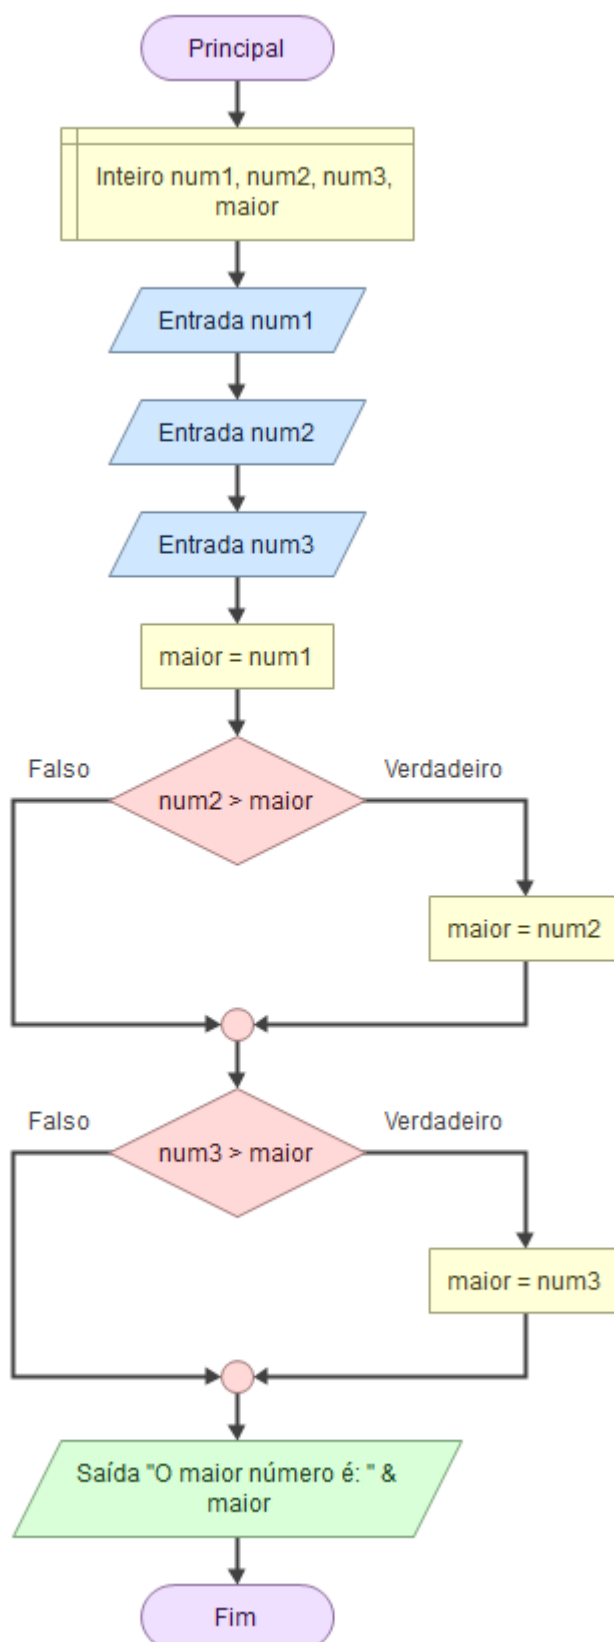 Principal
Inteiro num1, num2, num3,
maior
Entrada num1
Entrada num2
Entrada num3
maior = num1
Falso
num2 > maior
Verdadeiro
maior = num2
Falso
num3 > maior
Verdadeiro
maior = num3
Saída "O maior número é: " &
maior
Fim